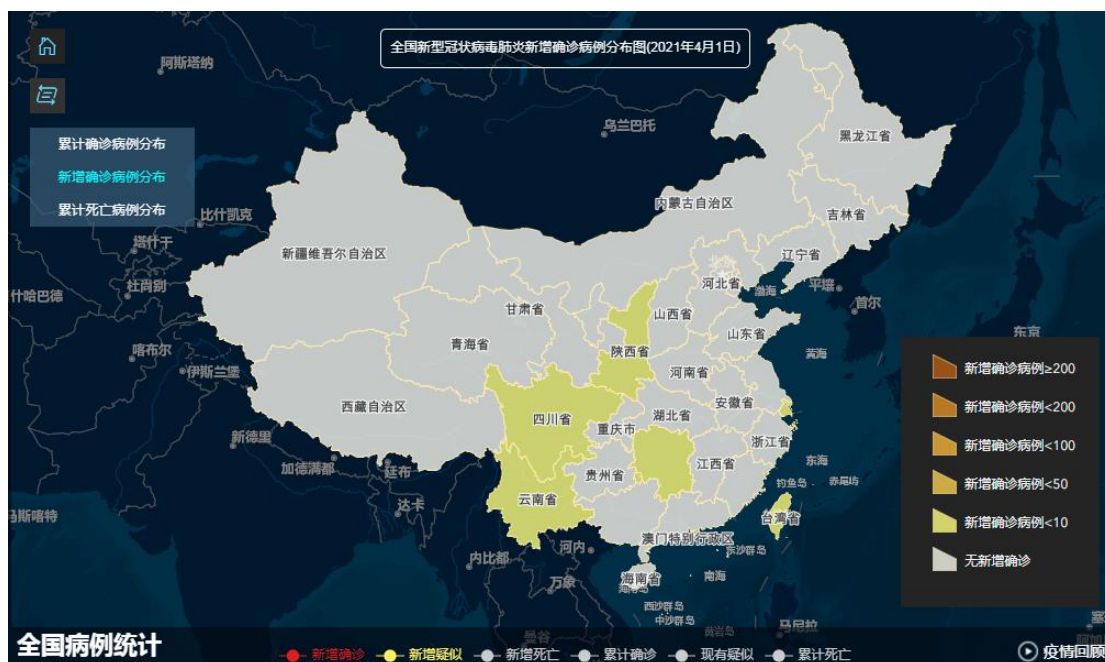 全国新型冠状病毒肺炎新增确诊病例分布图(2021年4月1日)
阿斯塔纳
乌兰巴托
黑龙江省
累计确诊病例分布
新增确诊病例分布
累计死亡病例分布
内蒙古自治区
吉林省
比什凯克
塔什干
新疆维吾尔自治区
辽宁省
杜尚别
什哈巴德
河北省
渤海
平壤
首尔
甘肃省
山西省
山东省
东京
青海省
陕西省
黄海
喀布尔
伊斯兰堡
河南省
新增确诊病例≥200
西藏自治区
安徽省
新增确诊病例<200
四川省
湖北省
重庆市
新德里
浙江省
新增确诊病例<100
加德满都
廷布
贵州省
江西省
东海
钓鱼岛
赤尾屿
新增确诊病例<50
达卡
云南省
台湾省
马斯喀特
新增确诊病例<10
澳门特别行政区
东沙群岛
内比都
河内
无新增确诊
万象
海南省
南海
西沙群岛
中沙群岛
黄岩岛
马尼拉
曼谷
全国病例统计
新增确诊
新增疑似
新增死亡
累计确诊
现有疑似
累计死亡
疫情回顾